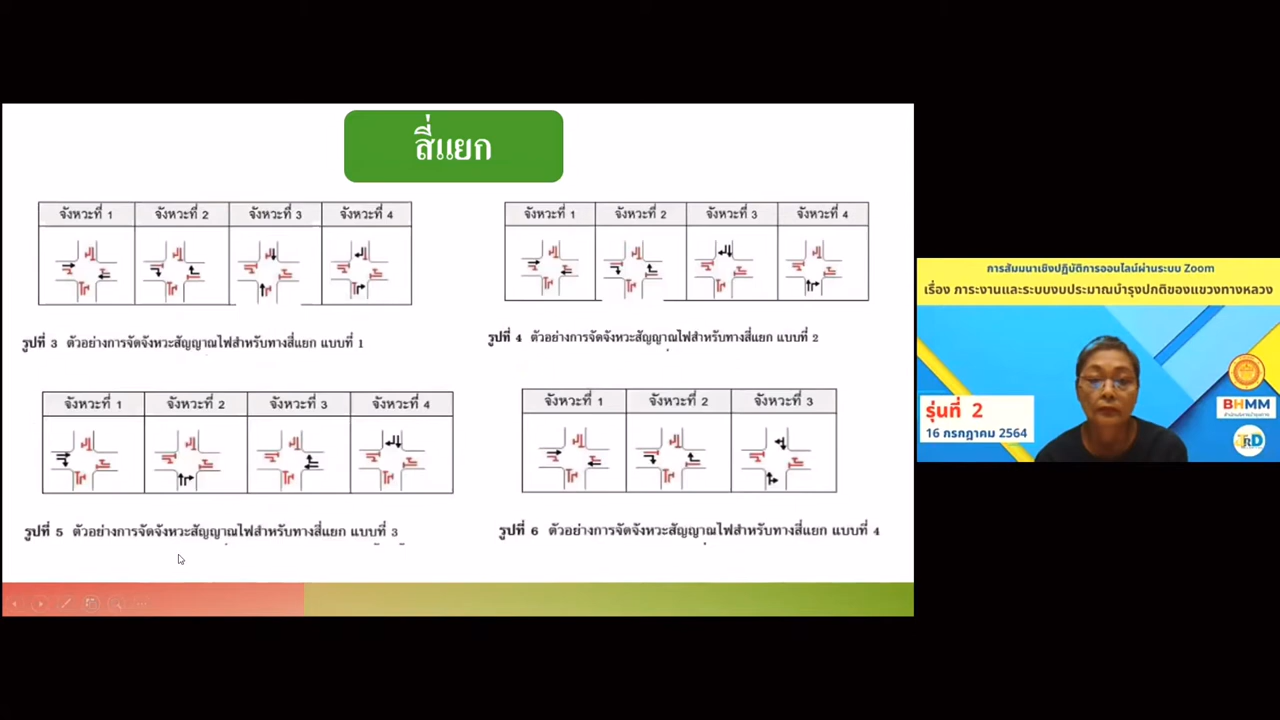 สี่แยก
จังหวะที่ 1 จังหวะที่ 2 จังหวะที่ 3 จังหวะที่ 4
รูปที่ 3 ตัวอย่างการจัดจังหวะสัญญาณไฟสำหรับทางสี่แยก แบบที่ 1
จังหวะที่ 1 จังหวะที่ 2 จังหวะที่ 3 จังหวะที่ 4
รูปที่ 4 ตัวอย่างการจัดจังหวะสัญญาณไฟสำหรับทางสี่แยก แบบที่ 2
จังหวะที่ 1 จังหวะที่ 2 จังหวะที่ 3 จังหวะที่ 4
รูปที่ 5 ตัวอย่างการจัดจังหวะสัญญาณไฟสำหรับทางสี่แยก แบบที่ 3
จังหวะที่ 1 จังหวะที่ 2 จังหวะที่ 3
รูปที่ 6 ตัวอย่างการจัดจังหวะสัญญาณไฟสำหรับทางสี่แยก แบบที่ 4
การสัมมนาเชิงปฏิบัติการออนไลน์ผ่านระบบ Zoom
เรื่อง ภาระงานและระบบงบประมาณบำรุงปกติของแขวงทางหลวง
รุ่นที่ 2
16 กรกฎาคม 2564
BHMM
สำนักบริหารบำรุงทาง
RD